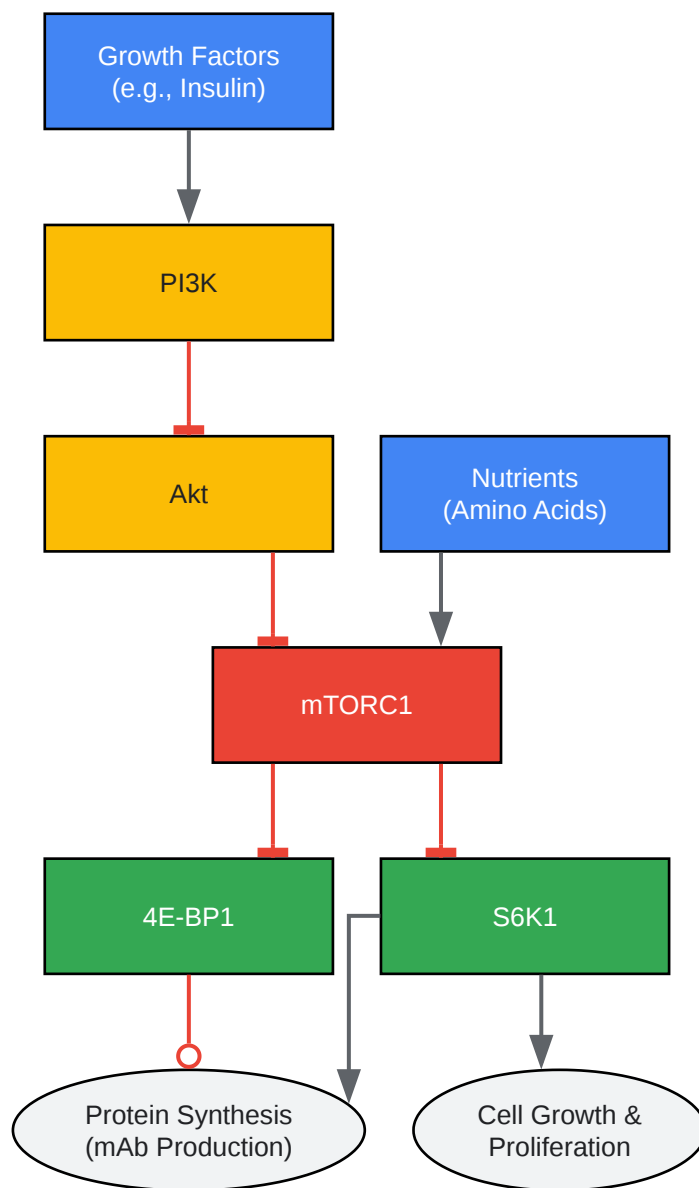 Growth Factors
(e.g., Insulin)
PI3K
Akt
Nutrients
(Amino Acids)
mTORC1
4E-BP1
S6K1
Protein Synthesis
(mAb Production)
Cell Growth &
Proliferation